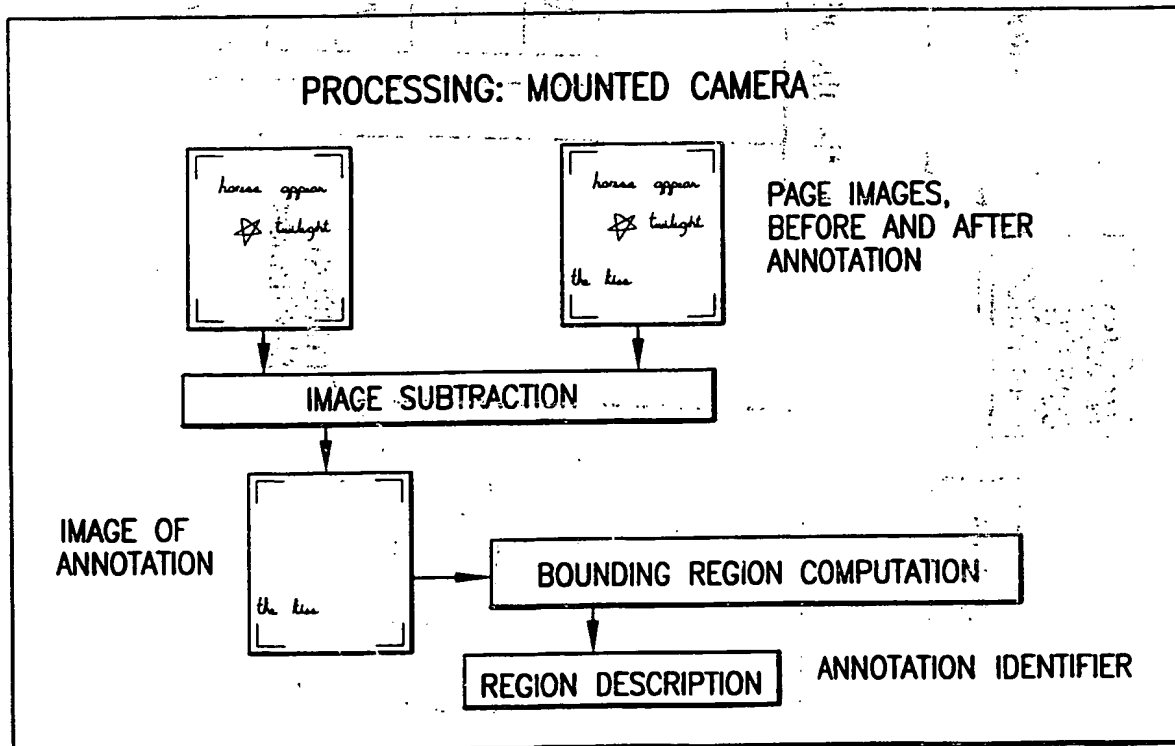 PROCESSING: MOUNTED CAMERA
horses appear
twilight
horses appear
twilight
the kiss
PAGE IMAGES,
BEFORE AND AFTER
ANNOTATION
IMAGE SUBTRACTION
IMAGE OF
ANNOTATION
the kiss
BOUNDING REGION COMPUTATION
REGION DESCRIPTION
ANNOTATION IDENTIFIER